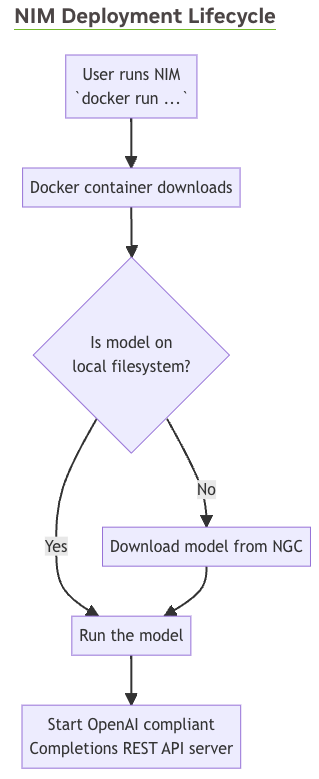 NIM Deployment Lifecycle
User runs NIM
`docker run ...`
Docker container downloads
Is model on
local filesystem?
No
Yes
Download model from NGC
Run the model
Start OpenAI compliant
Completions REST API server